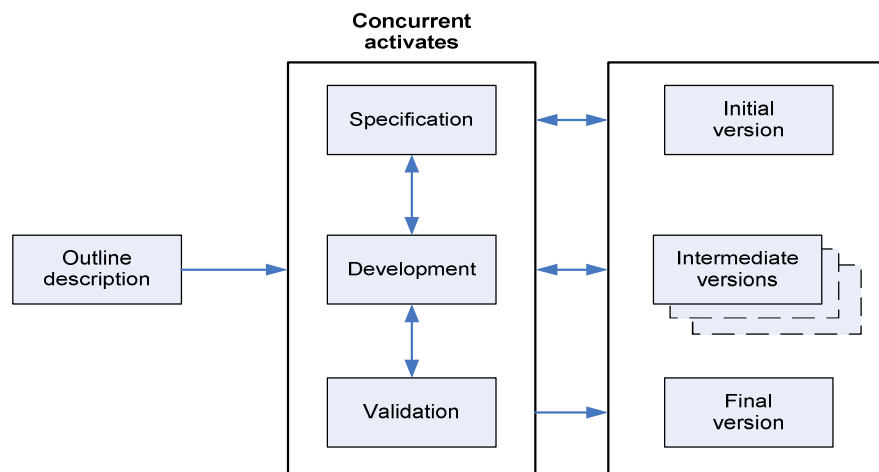 Concurrent
activates
Specification
Initial
version
Outline
description
Development
Intermediate
versions
Validation
Final
version